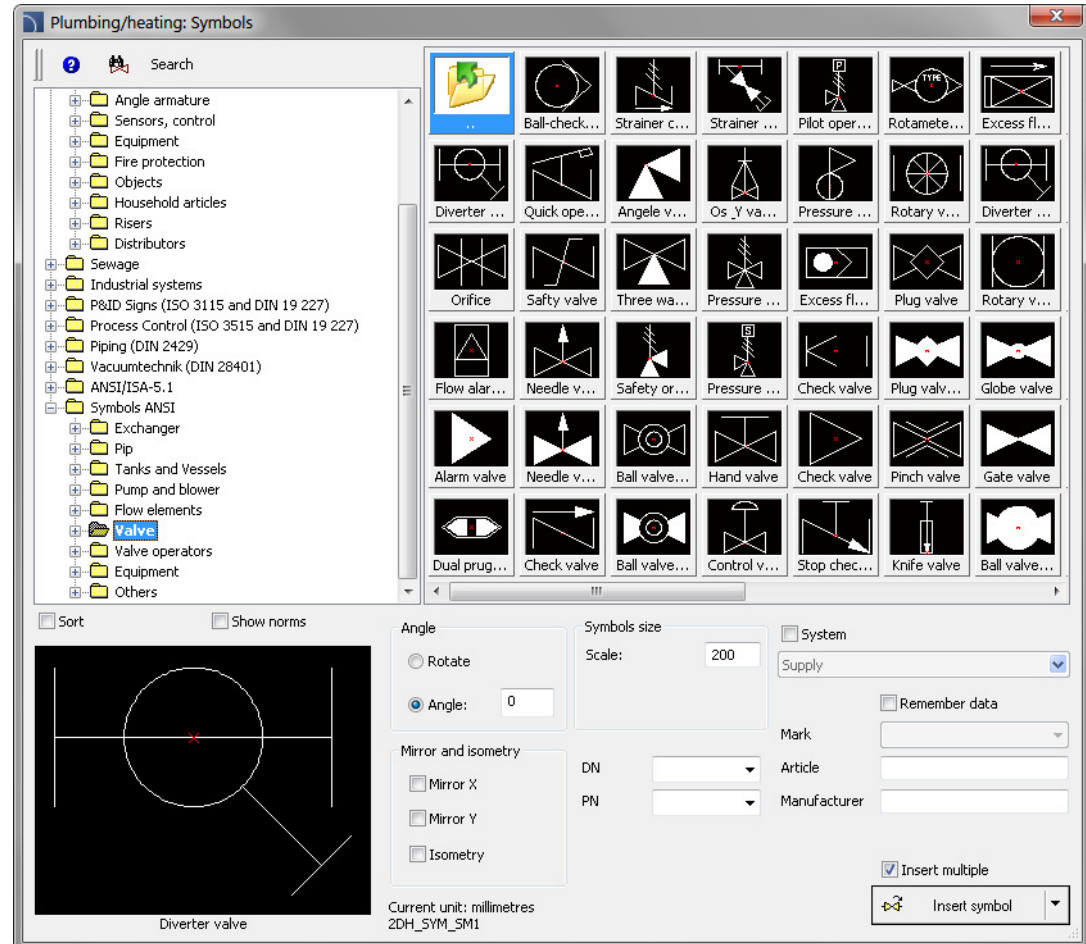 Plumbing/heating: Symbols
Search
Angle armature
Sensors, control
Equipment
Fire protection
Objects
Household articles
Risers
Distributors
Sewage
Industrial systems
P&ID Signs (ISO 3115 and DIN 19 227)
Process Control (ISO 3515 and DIN 19 227)
Piping (DIN 2429)
Vacuumtechnik (DIN 28401)
ANSI/ISA-5.1
Symbols ANSI
Exchanger
Pip
Tanks and Vessels
Pump and blower
Flow elements
Valve
Valve operators
Equipment
Others
P TYPE
.. Ball-check... Strainer c... Strainer ... Pilot oper... Rotamete... Excess fl...
Diverter ... Quick ope... Angele v... Os _Y va... Pressure ... Rotary v... Diverter ...
Orifice Safty valve Three wa... Pressure ... Excess fl... Plug valve Rotary v...
S
Flow alar... Needle v... Safety or... Pressure ... Check valve Plug valv... Globe valve
Alarm valve Needle v... Ball valve... Hand valve Check valve Pinch valve Gate valve
Dual prug... Check valve Ball valve... Control v... Stop chec... Knife valve Ball valve...
Sort Show norms
Diverter valve
Angle
Rotate
Angle: 0
Mirror and isometry
Mirror X
Mirror Y
Isometry
Current unit: millimetres
2DH_SYM_SM1
Symbols size
Scale: 200
DN
PN
System
Supply
Remember data
Mark
Article
Manufacturer
Insert multiple
Insert symbol